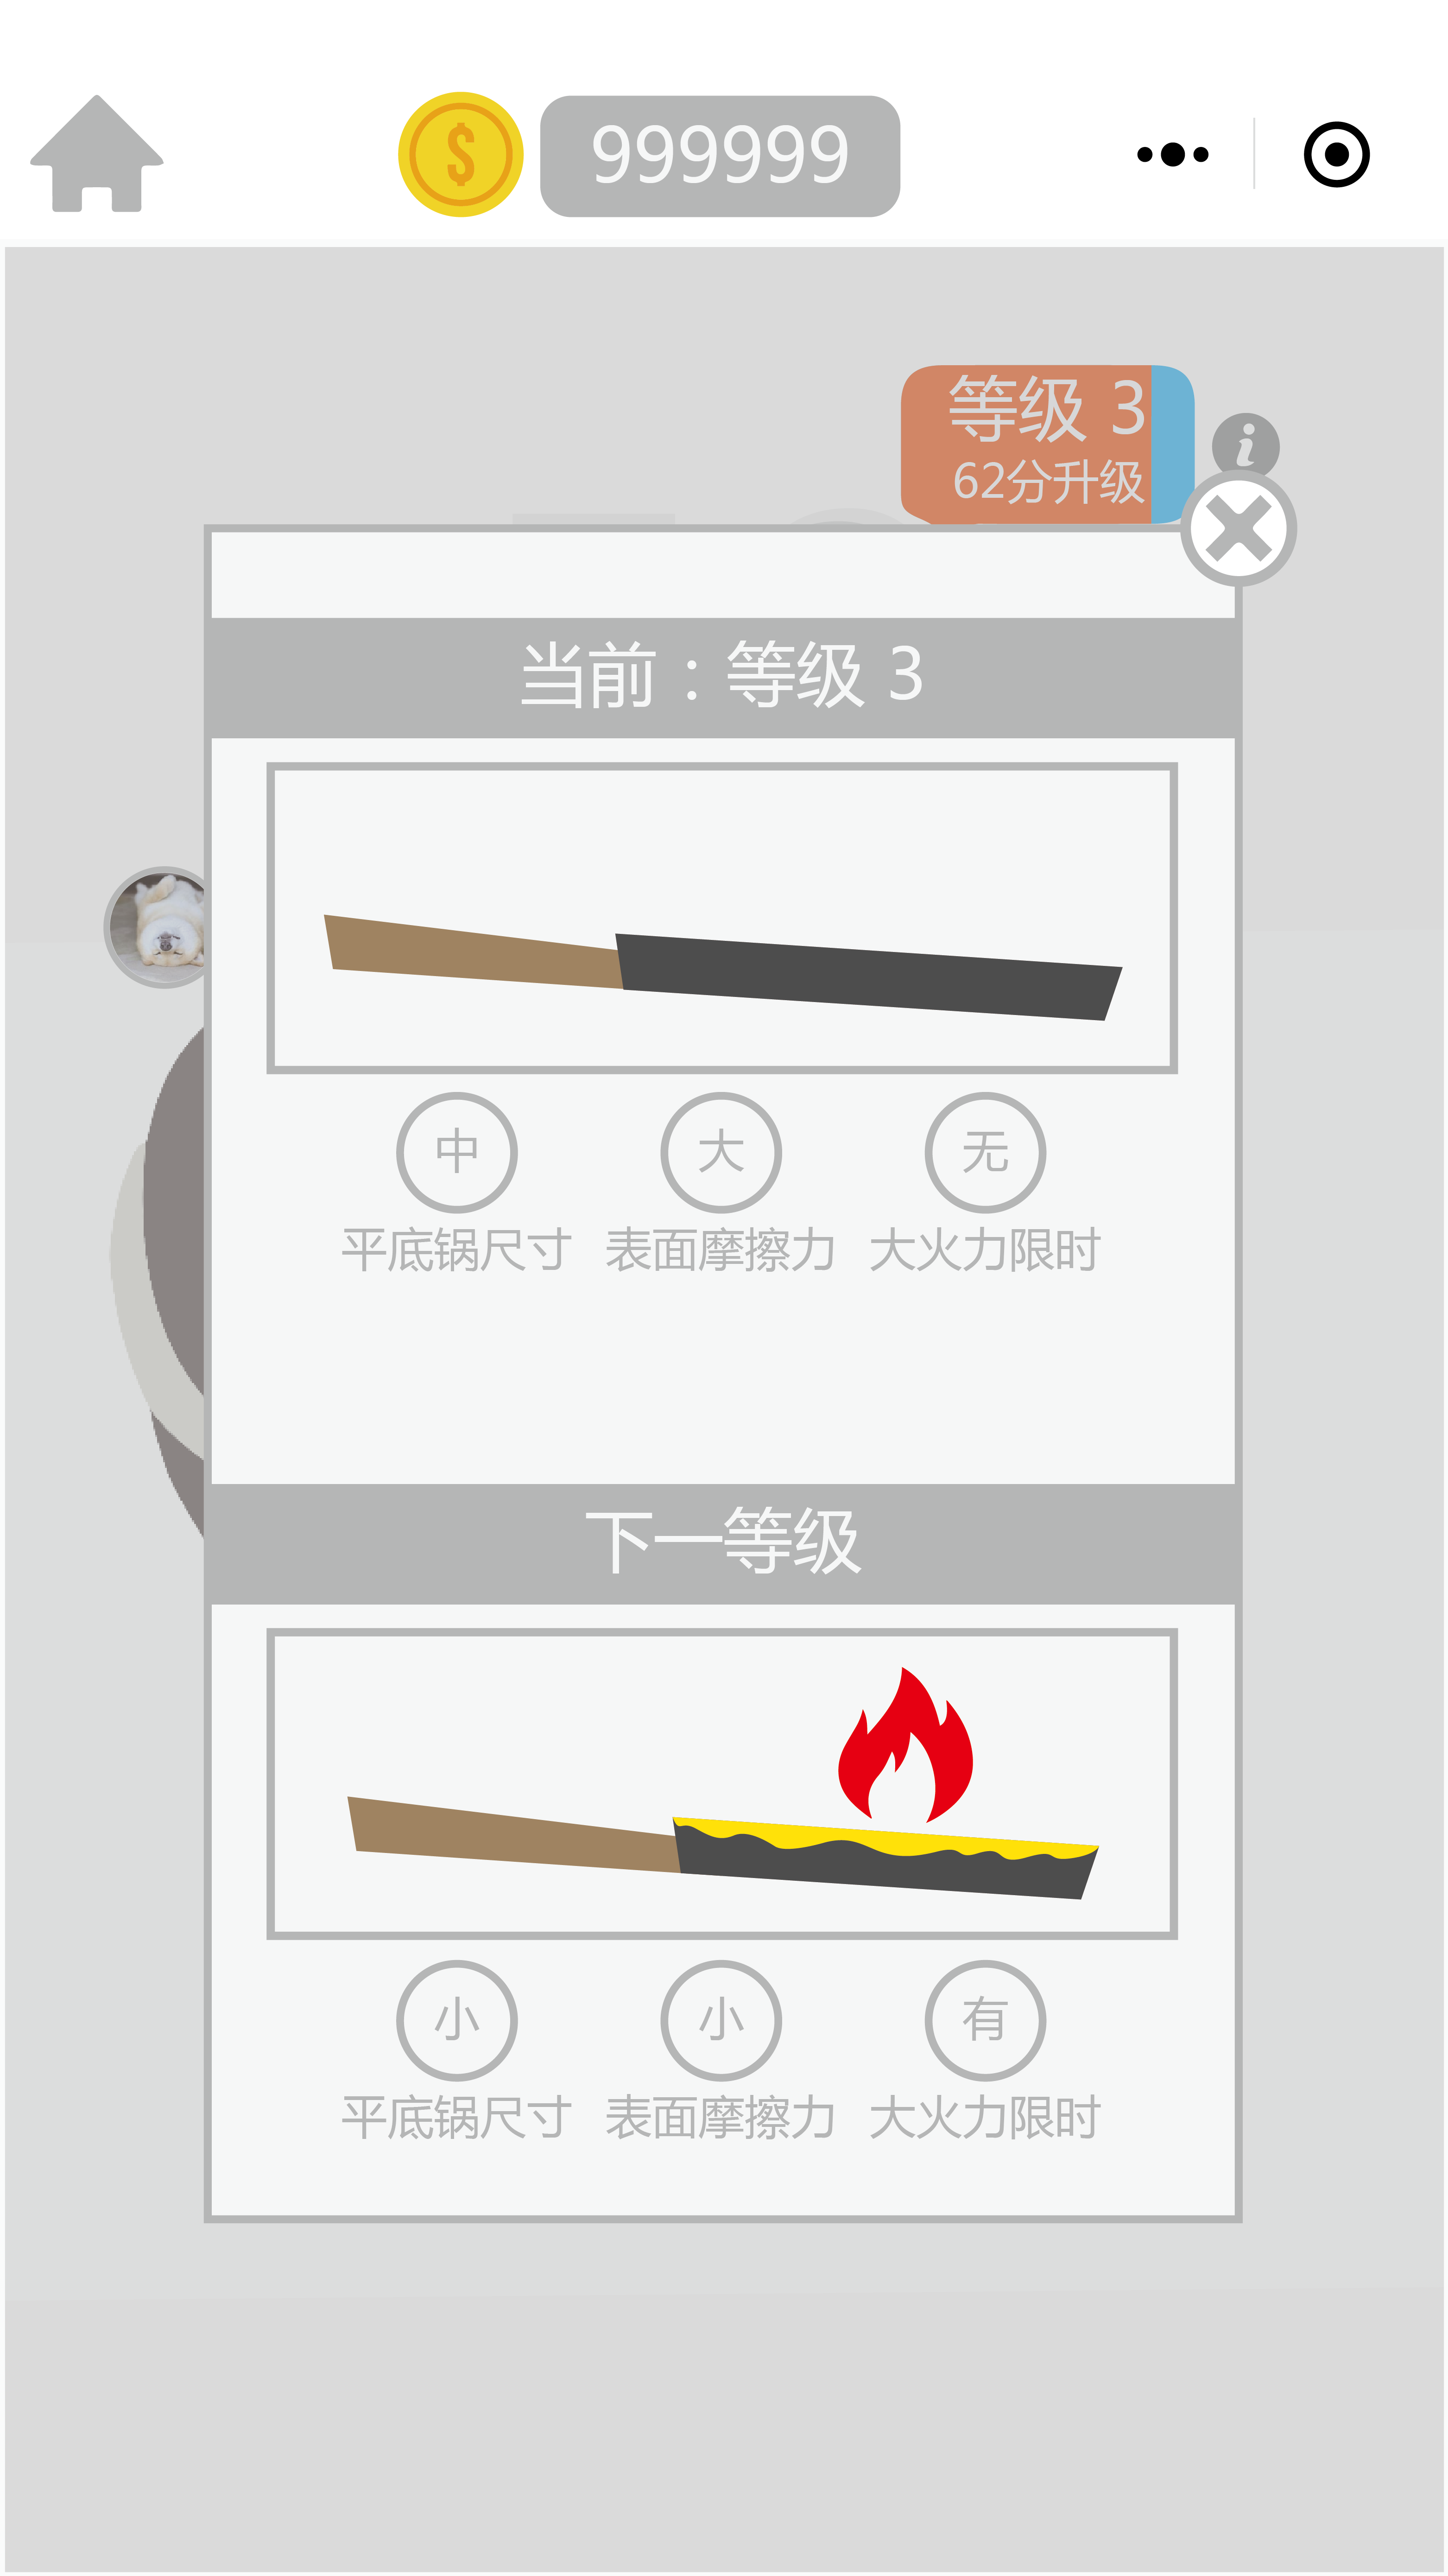 999999
等级 3
62分升级
当前：等级 3
中 大 无
平底锅尺寸 表面摩擦力 大火力限时
下一等级
小 小 有
平底锅尺寸 表面摩擦力 大火力限时